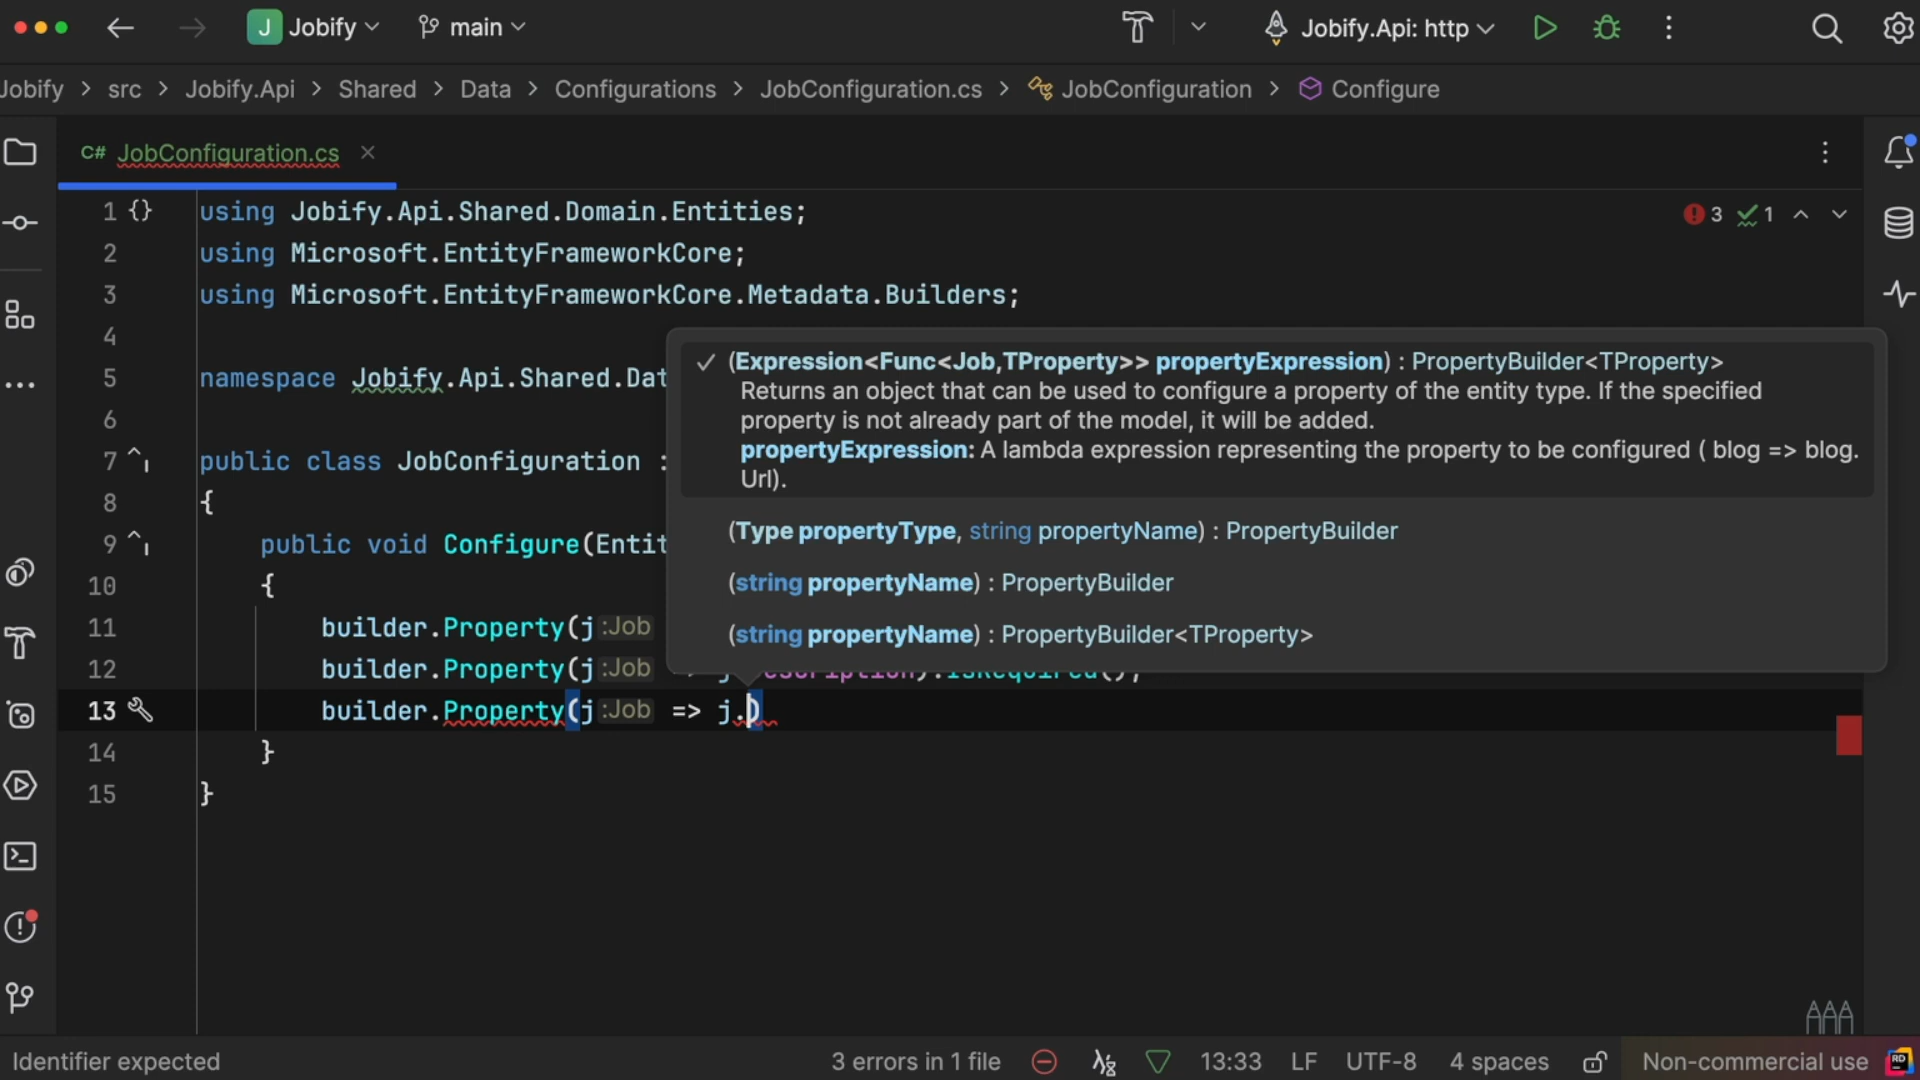 J Jobify main Jobify.Api: http
Jobify > src > Jobify.Api > Shared > Data > Configurations > JobConfiguration.cs > JobConfiguration > Configure
C# JobConfiguration.cs
1 {} using Jobify.Api.Shared.Domain.Entities;
3 1
2 using Microsoft.EntityFrameworkCore;
3 using Microsoft.EntityFrameworkCore.Metadata.Builders;
4
5 namespace Jobify.Api.Shared.Dat
6
7 public class JobConfiguration :
8 {
9 public void Configure(Entit
10 {
11 builder.Property(j :Job
12 builder.Property(j :Job => j escription).IsRequired();
13 builder.Property(j :Job => j.)
14 }
15 }
(Expression<Func<Job,TProperty>> propertyExpression) : PropertyBuilder<TProperty>
Returns an object that can be used to configure a property of the entity type. If the specified
property is not already part of the model, it will be added.
propertyExpression: A lambda expression representing the property to be configured ( blog => blog.
Url).
(Type propertyType, string propertyName) : PropertyBuilder
(string propertyName) : PropertyBuilder
(string propertyName) : PropertyBuilder<TProperty>
Identifier expected 3 errors in 1 file 13:33 LF UTF-8 4 spaces Non-commercial use RD